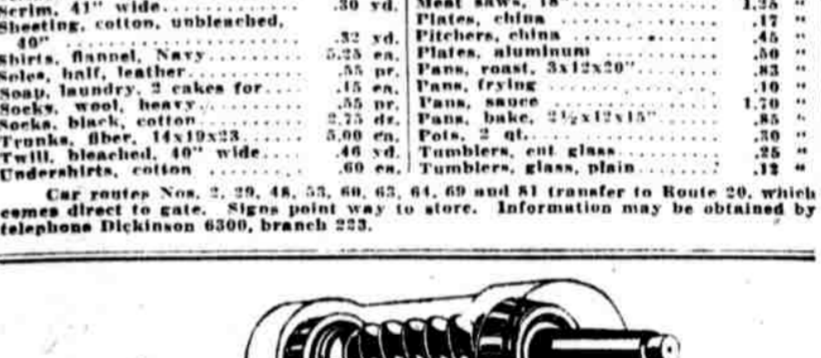 Scrim, 41" wide............. .30 yd.
Sheeting, cotton, unbleached,
40" .................. .32 yd.
Shirts, flannel, Navy........ 5.25 ea.
Soles, half, leather.......... .55 pr.
Soap, laundry, 2 cakes for.... .15 ea.
Socks, wool, heavy.......... .55 pr.
Socks, black, cotton......... 2.75 dz.
Trunks, fiber, 14x19x23...... 5.00 ea.
Twill, bleached, 40" wide.... .46 yd.
Undershirts, cotton ......... .60 ea.
Meat saws, 18" ............. 1.25 "
Plates, china .............. .17 "
Pitchers, china ............ .45 "
Plates, aluminum ........... .50 "
Pans, roast, 3x12x20"....... .83 "
Pans, frying ............... .10 "
Pans, sauce ............... 1.70 "
Pans, bake, 2½x12x15"...... .85 "
Pots, 2 qt................. .30 "
Tumblers, cut glass........ .25 "
Tumblers, glass, plain....... .12 "
Car routes Nos. 2, 29, 48, 53, 60, 63, 64, 69 and 81 transfer to Route 20, which
comes direct to gate. Signs point way to store. Information may be obtained by
telephone Dickinson 6300, branch 223.